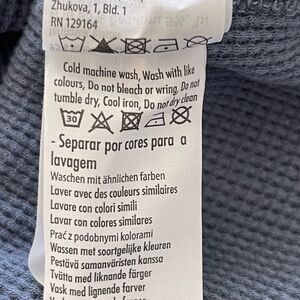 Zhukova, 1, Bld. 1
RN 129164
Cold machine wash, Wash with like
colours, Do not bleach or wring, Do not
tumble dry, Cool iron, Do not dry clean
30
- Separar por cores para a
lavagem
Waschen mit ähnlichen farben
Laver avec des couleurs similaires
Lavare con colori simili
Lavar con colores similares
Prać z podobnymi kolorami
Wassen met soortgelijke kleuren
Pestävä samanväristen kanssa
Tvätta med liknande färger
Vask med lignende farver